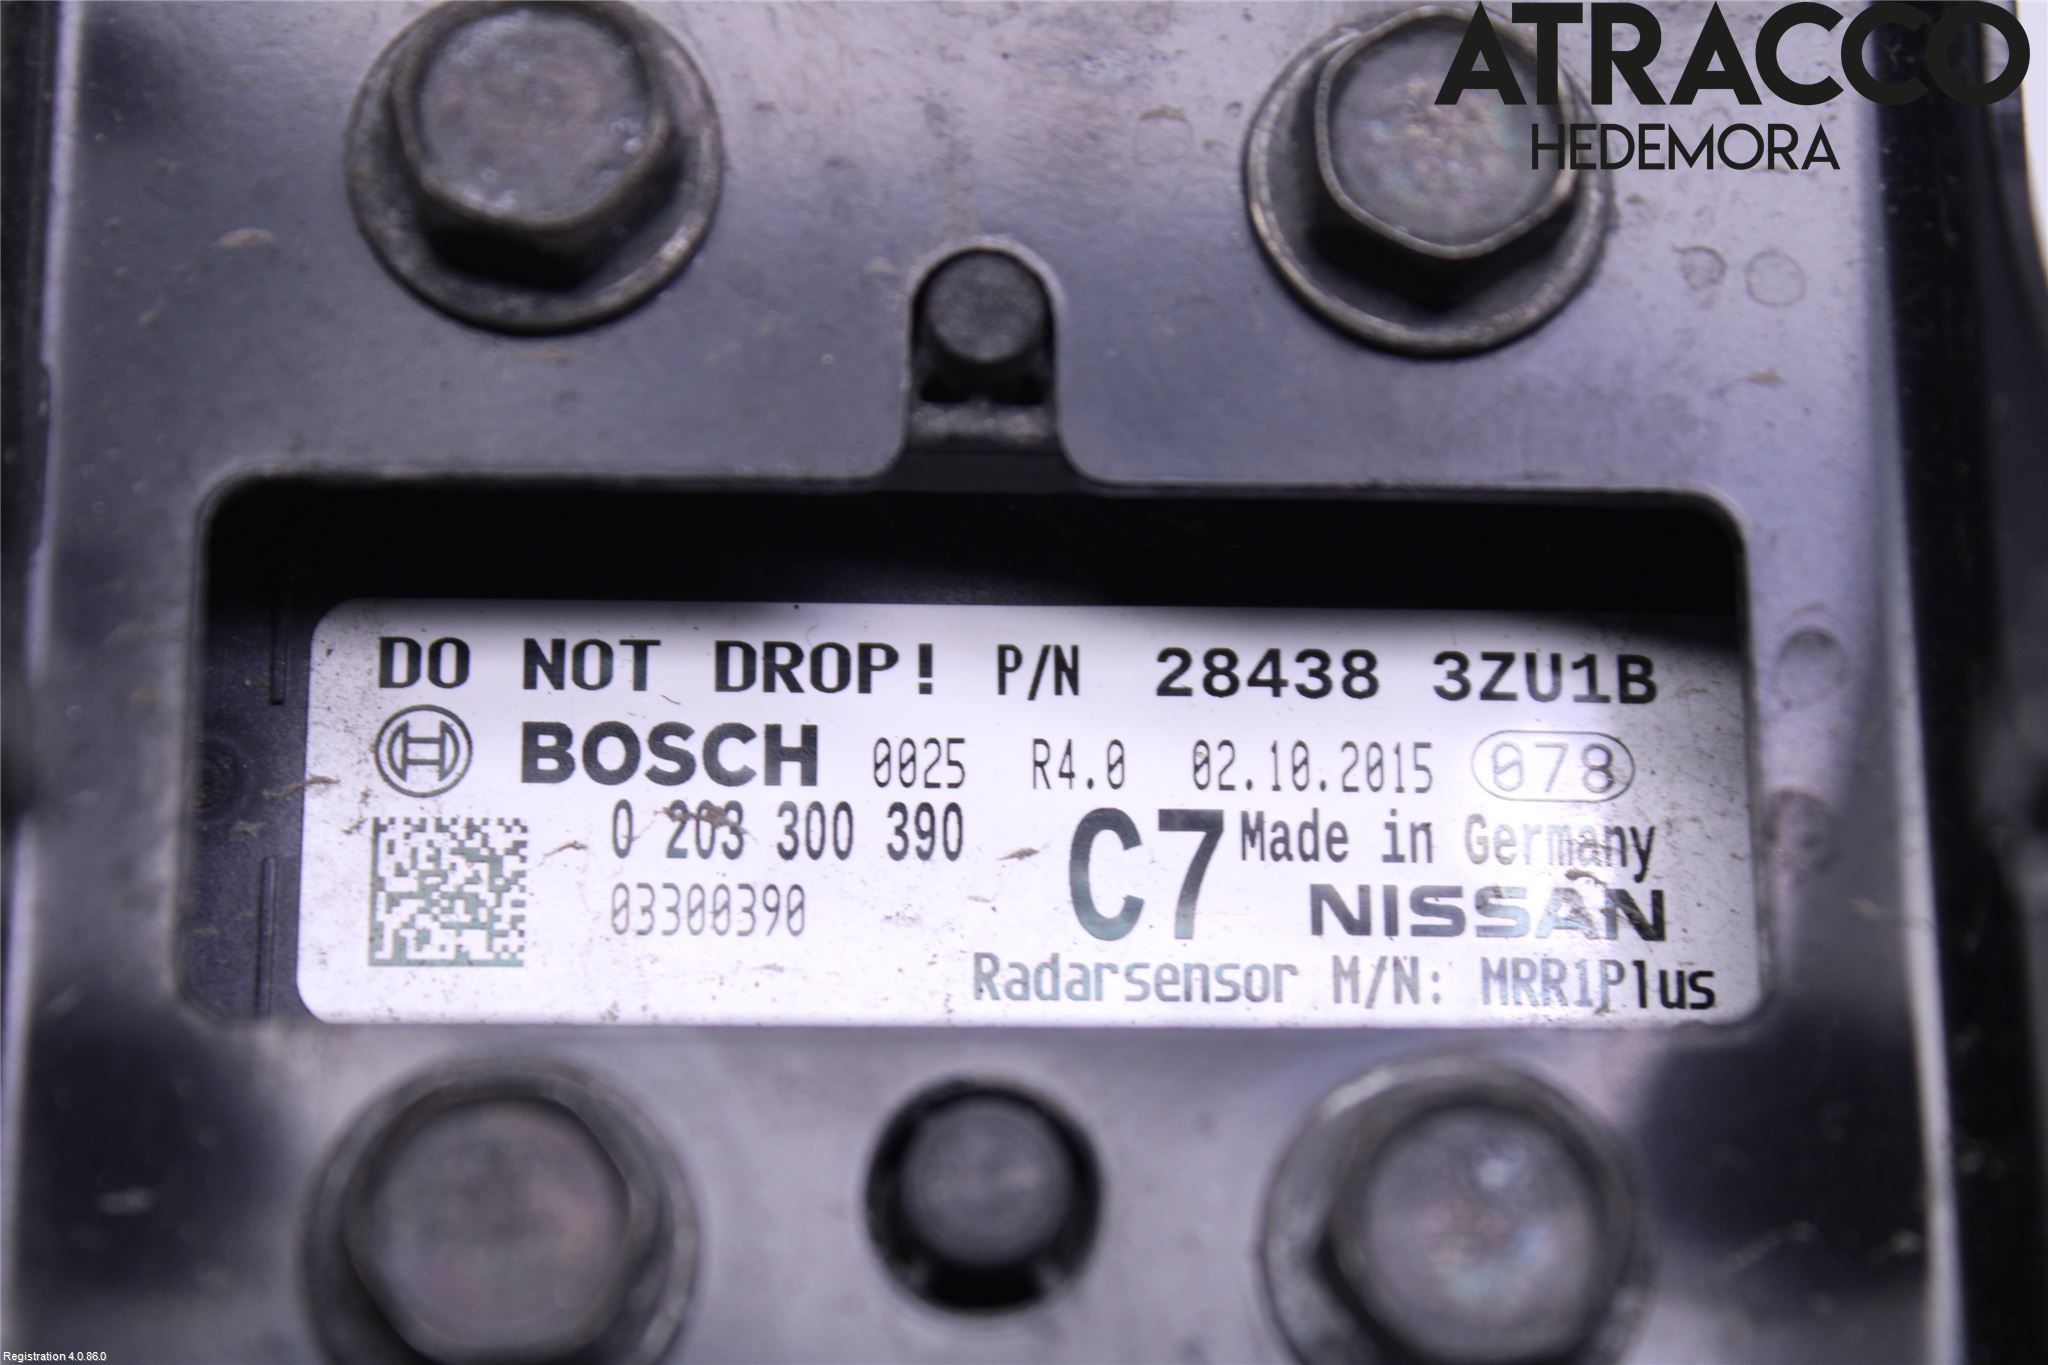 ATRACCO
HEDEMORA
DO NOT DROP! P/N 28438 3ZU1B
BOSCH 0025 R4.0 02.10.2015 078
0 203 300 390 C7 Made in Germany
03300390 NISSAN
Radarsensor M/N: MRR1Plus
Registration 4.0.86.0